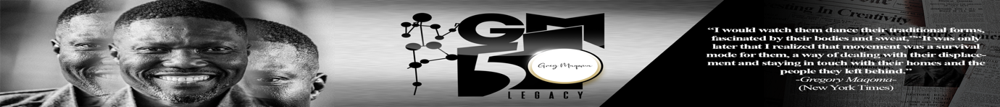 GM
50
Greg Maqoma
LEGACY
sting In Creativity
“I would watch them dance their traditional forms,
fascinated by their bodies and sweat.”“It was only
later that I realized that movement was a survival
mode for them, a way of dealing with their displace-
ment and staying in touch with their homes and the
people they left behind.”
-Gregory Maqoma-
(New York Times)